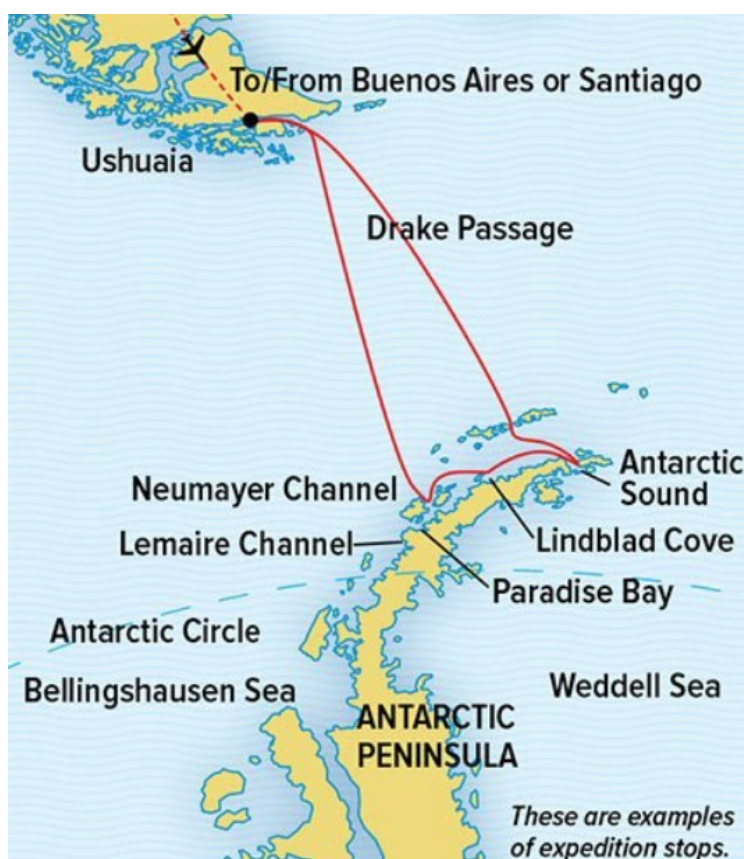 To/From Buenos Aires or Santiago
Ushuaia
Drake Passage
Neumayer Channel
Antarctic
Sound
Lemaire Channel
Lindblad Cove
Paradise Bay
Antarctic Circle
Bellingshausen Sea
Weddell Sea
ANTARCTIC
PENINSULA
These are examples
of expedition stops.